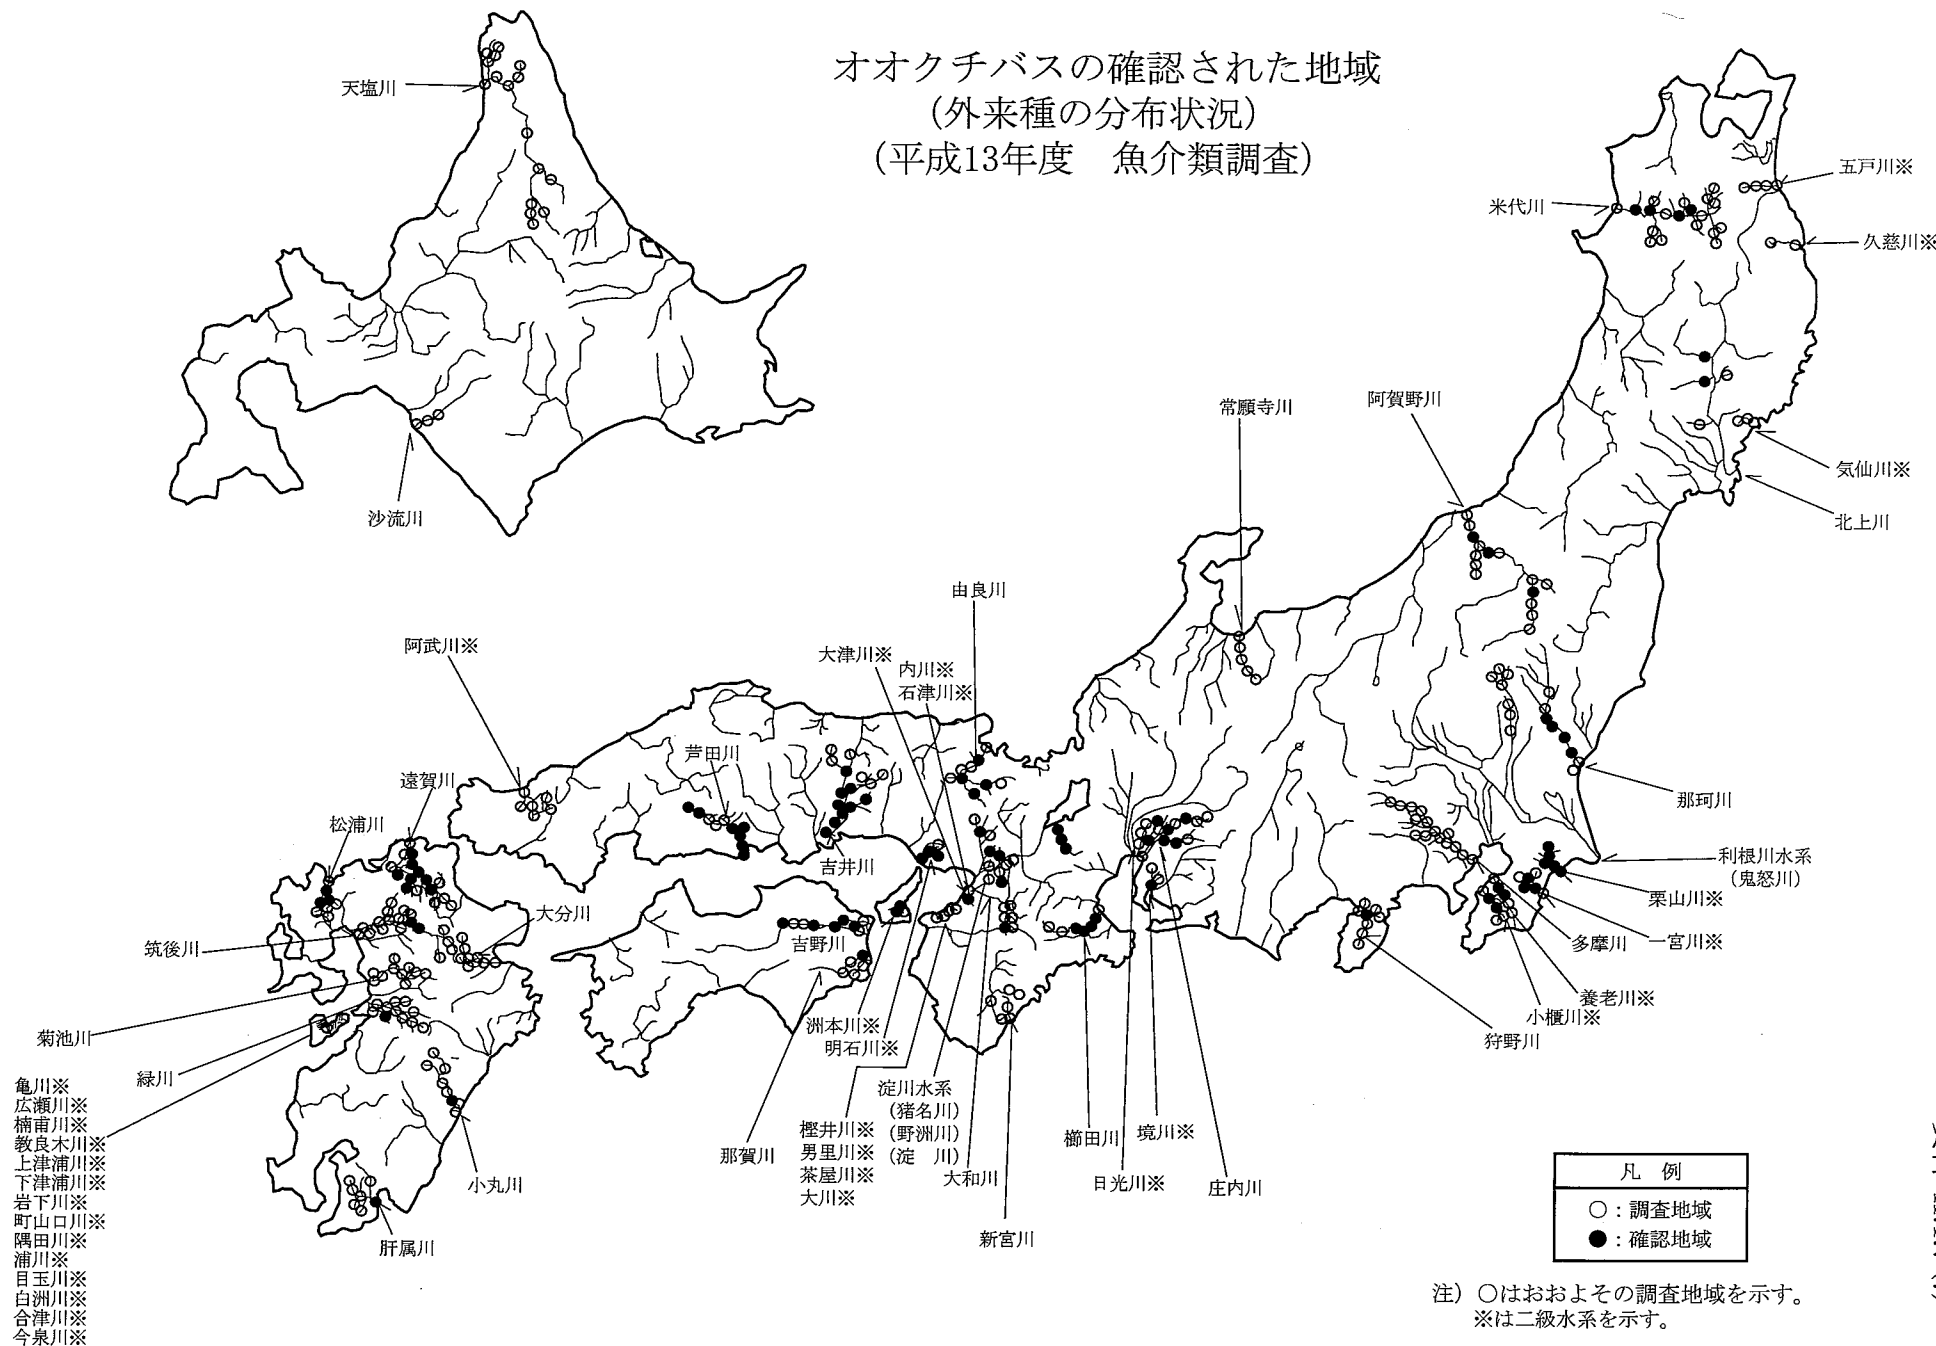 オオクチバスの確認された地域
(外来種の分布状況)
(平成13年度　魚介類調査)
天塩川
沙流川
五戸川※
米代川
久慈川※
気仙川※
北上川
阿賀野川
常願寺川
由良川
大津川※
内川※
石津川※
阿武川※
芦田川
遠賀川
松浦川
吉井川
大分川
筑後川
吉野川
那珂川
利根川水系
(鬼怒川)
栗山川※
一宮川※
多摩川
養老川※
小櫃川※
狩野川
菊池川
緑川
洲本川※
明石川※
淀川水系
(猪名川)
(野洲川)
(淀　川)
樫井川※
男里川※
茶屋川※
大川※
那賀川
大和川
新宮川
櫛田川
境川※
日光川※
庄内川
小丸川
肝属川
亀川※
広瀬川※
楠甫川※
教良木川※
上津浦川※
下津浦川※
岩下川※
町山口川※
隅田川※
浦川※
目玉川※
白洲川※
合津川※
今泉川※
凡　例
○：調査地域
●：確認地域
注）○はおおよその調査地域を示す。
※は二級水系を示す。